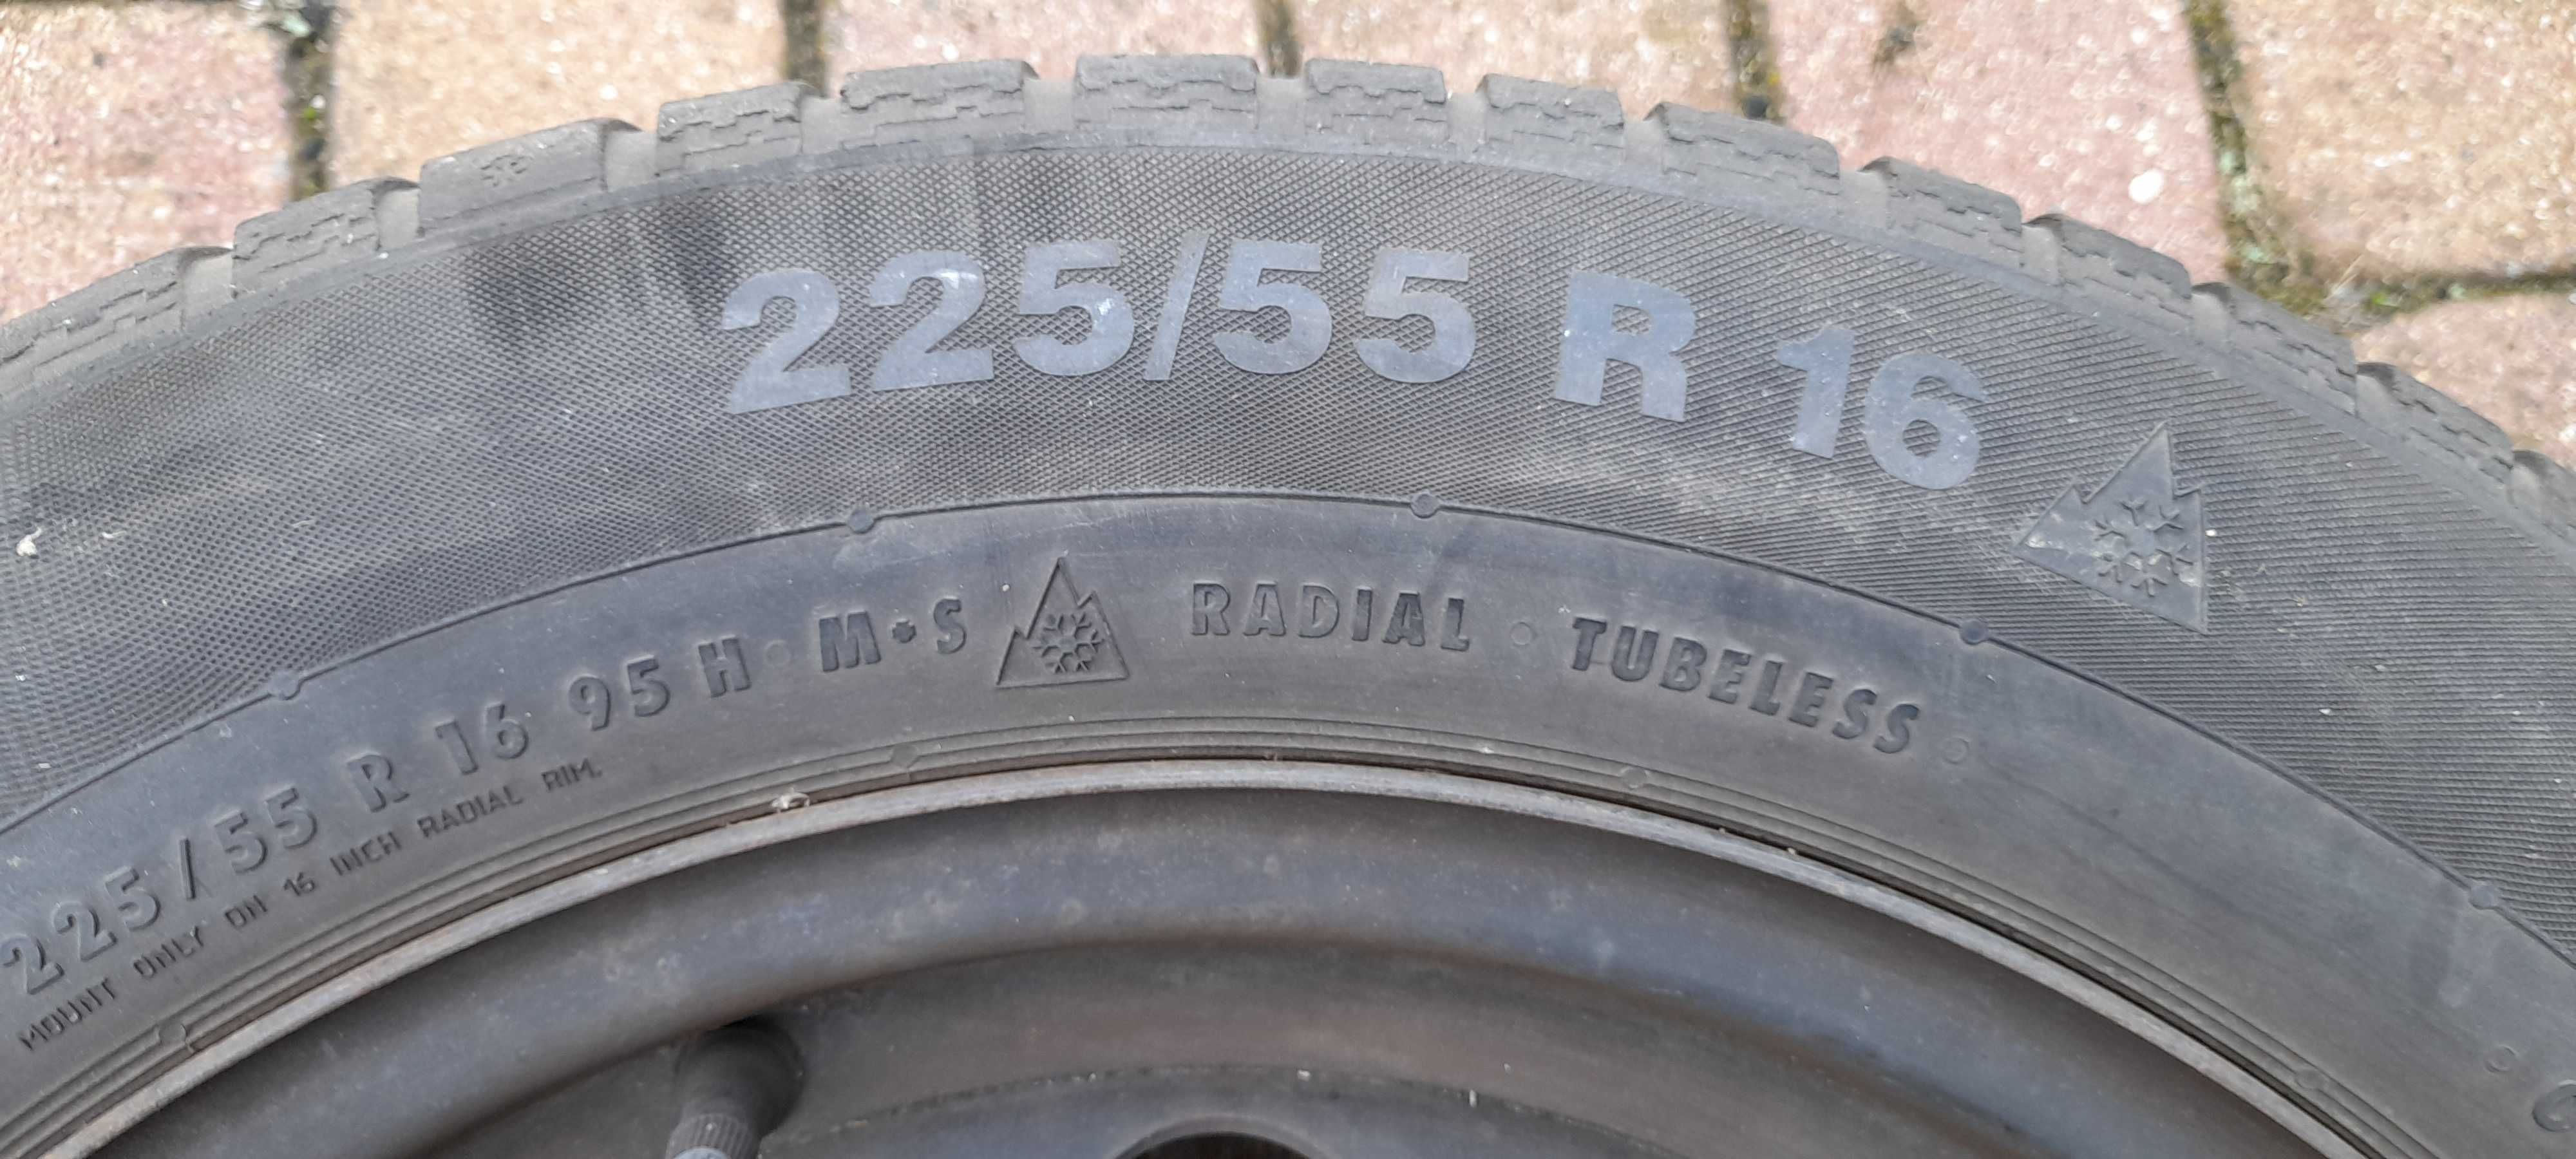 225/55 R 16
225/55 R 16 95 H M+S RADIAL TUBELESS
MOUNT ONLY ON 16 INCH RADIAL RIM.